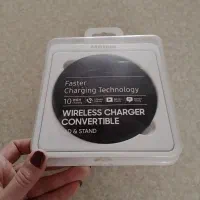 Faster
Charging Technology
10
WIRELESS CHARGER
CONVERTIBLE
& STAND